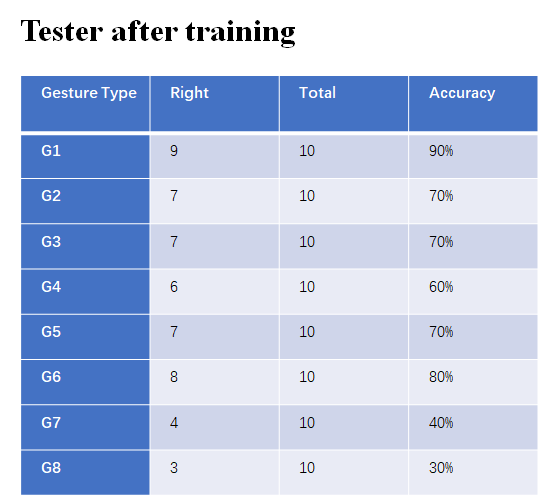 Tester after training
Gesture Type Right Total Accuracy
G1 9 10 90%
G2 7 10 70%
G3 7 10 70%
G4 6 10 60%
G5 7 10 70%
G6 8 10 80%
G7 4 10 40%
G8 3 10 30%